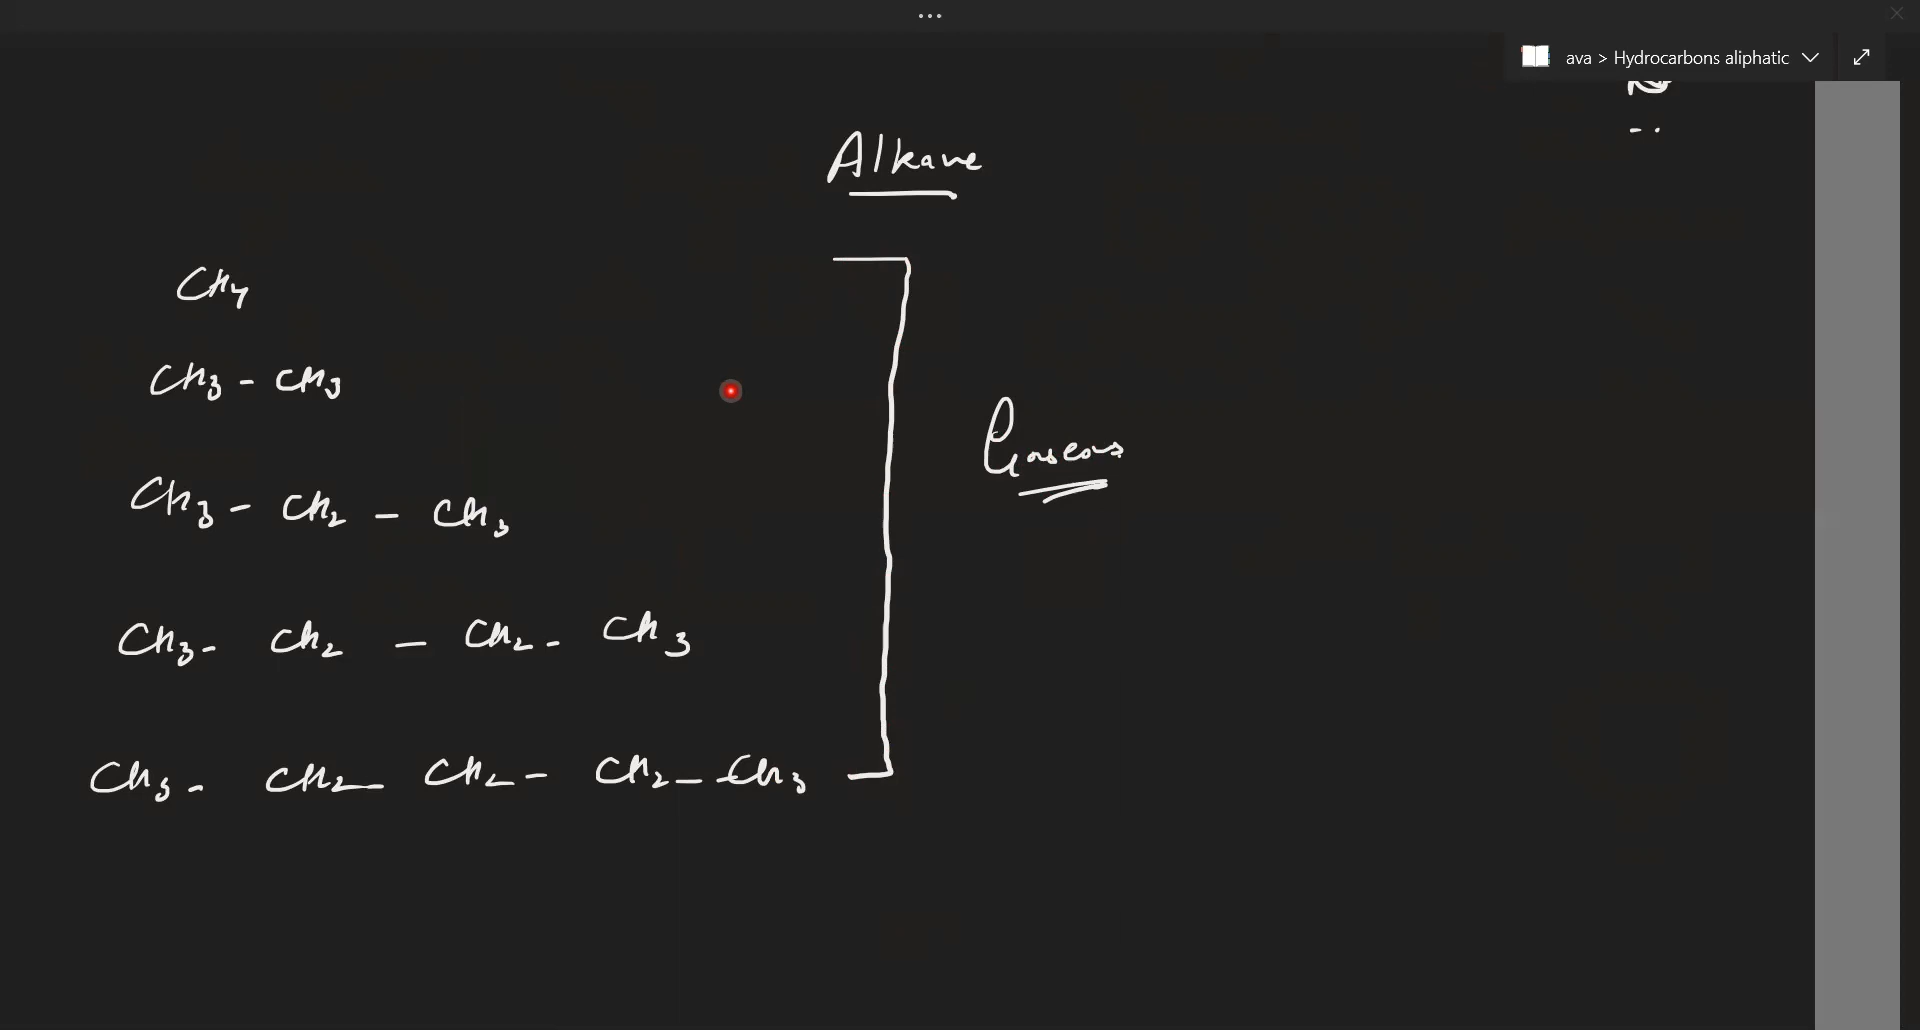 ...
ava > Hydrocarbons aliphatic
Alkane
CH4
CH3 - CH3
CH3 - CH2 - CH3
CH3 - CH2 - CH2 - CH3
CH3 - CH2 - CH2 - CH2 - CH3
Gaseous